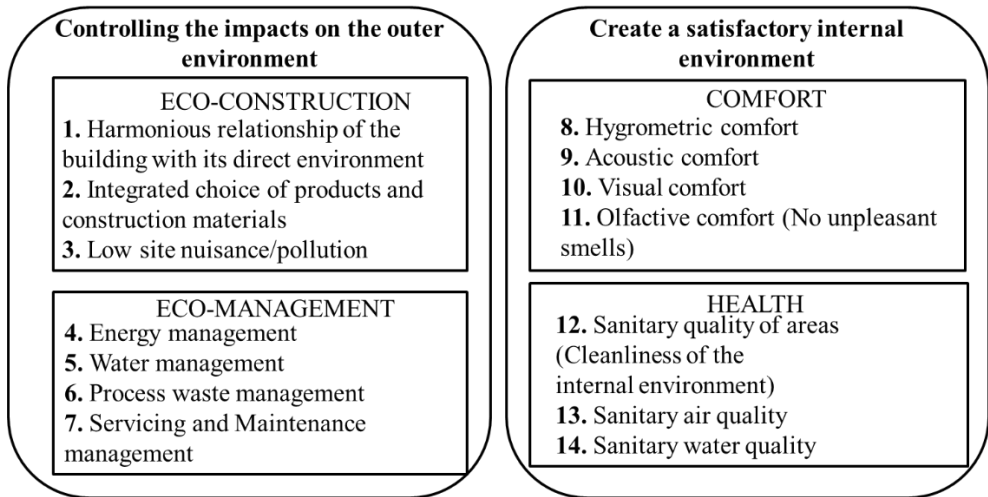 Controlling the impacts on the outer
environment
ECO-CONSTRUCTION
1. Harmonious relationship of the
building with its direct environment
2. Integrated choice of products and
construction materials
3. Low site nuisance/pollution
ECO-MANAGEMENT
4. Energy management
5. Water management
6. Process waste management
7. Servicing and Maintenance
management
Create a satisfactory internal
environment
COMFORT
8. Hygrometric comfort
9. Acoustic comfort
10. Visual comfort
11. Olfactive comfort (No unpleasant
smells)
HEALTH
12. Sanitary quality of areas
(Cleanliness of the
internal environment)
13. Sanitary air quality
14. Sanitary water quality